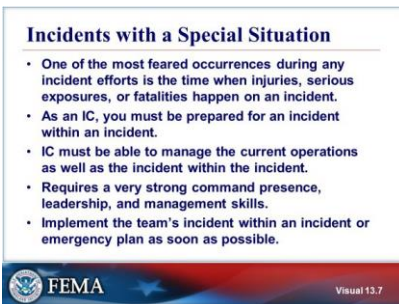 Incidents with a Special Situation
• One of the most feared occurrences during any
incident efforts is the time when injuries, serious
exposures, or fatalities happen on an incident.
• As an IC, you must be prepared for an incident
within an incident.
• IC must be able to manage the current operations
as well as the incident within the incident.
• Requires a very strong command presence,
leadership, and management skills.
• Implement the team's incident within an incident or
emergency plan as soon as possible.
FEMA
Visual 13.7